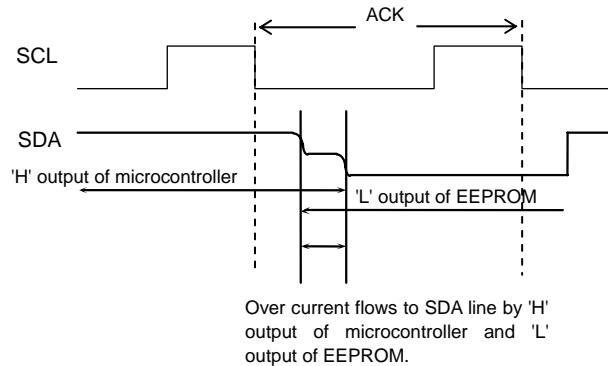 ACK
SCL
SDA
'H' output of microcontroller
'L' output of EEPROM
Over current flows to SDA line by 'H'
output of microcontroller and 'L'
output of EEPROM.